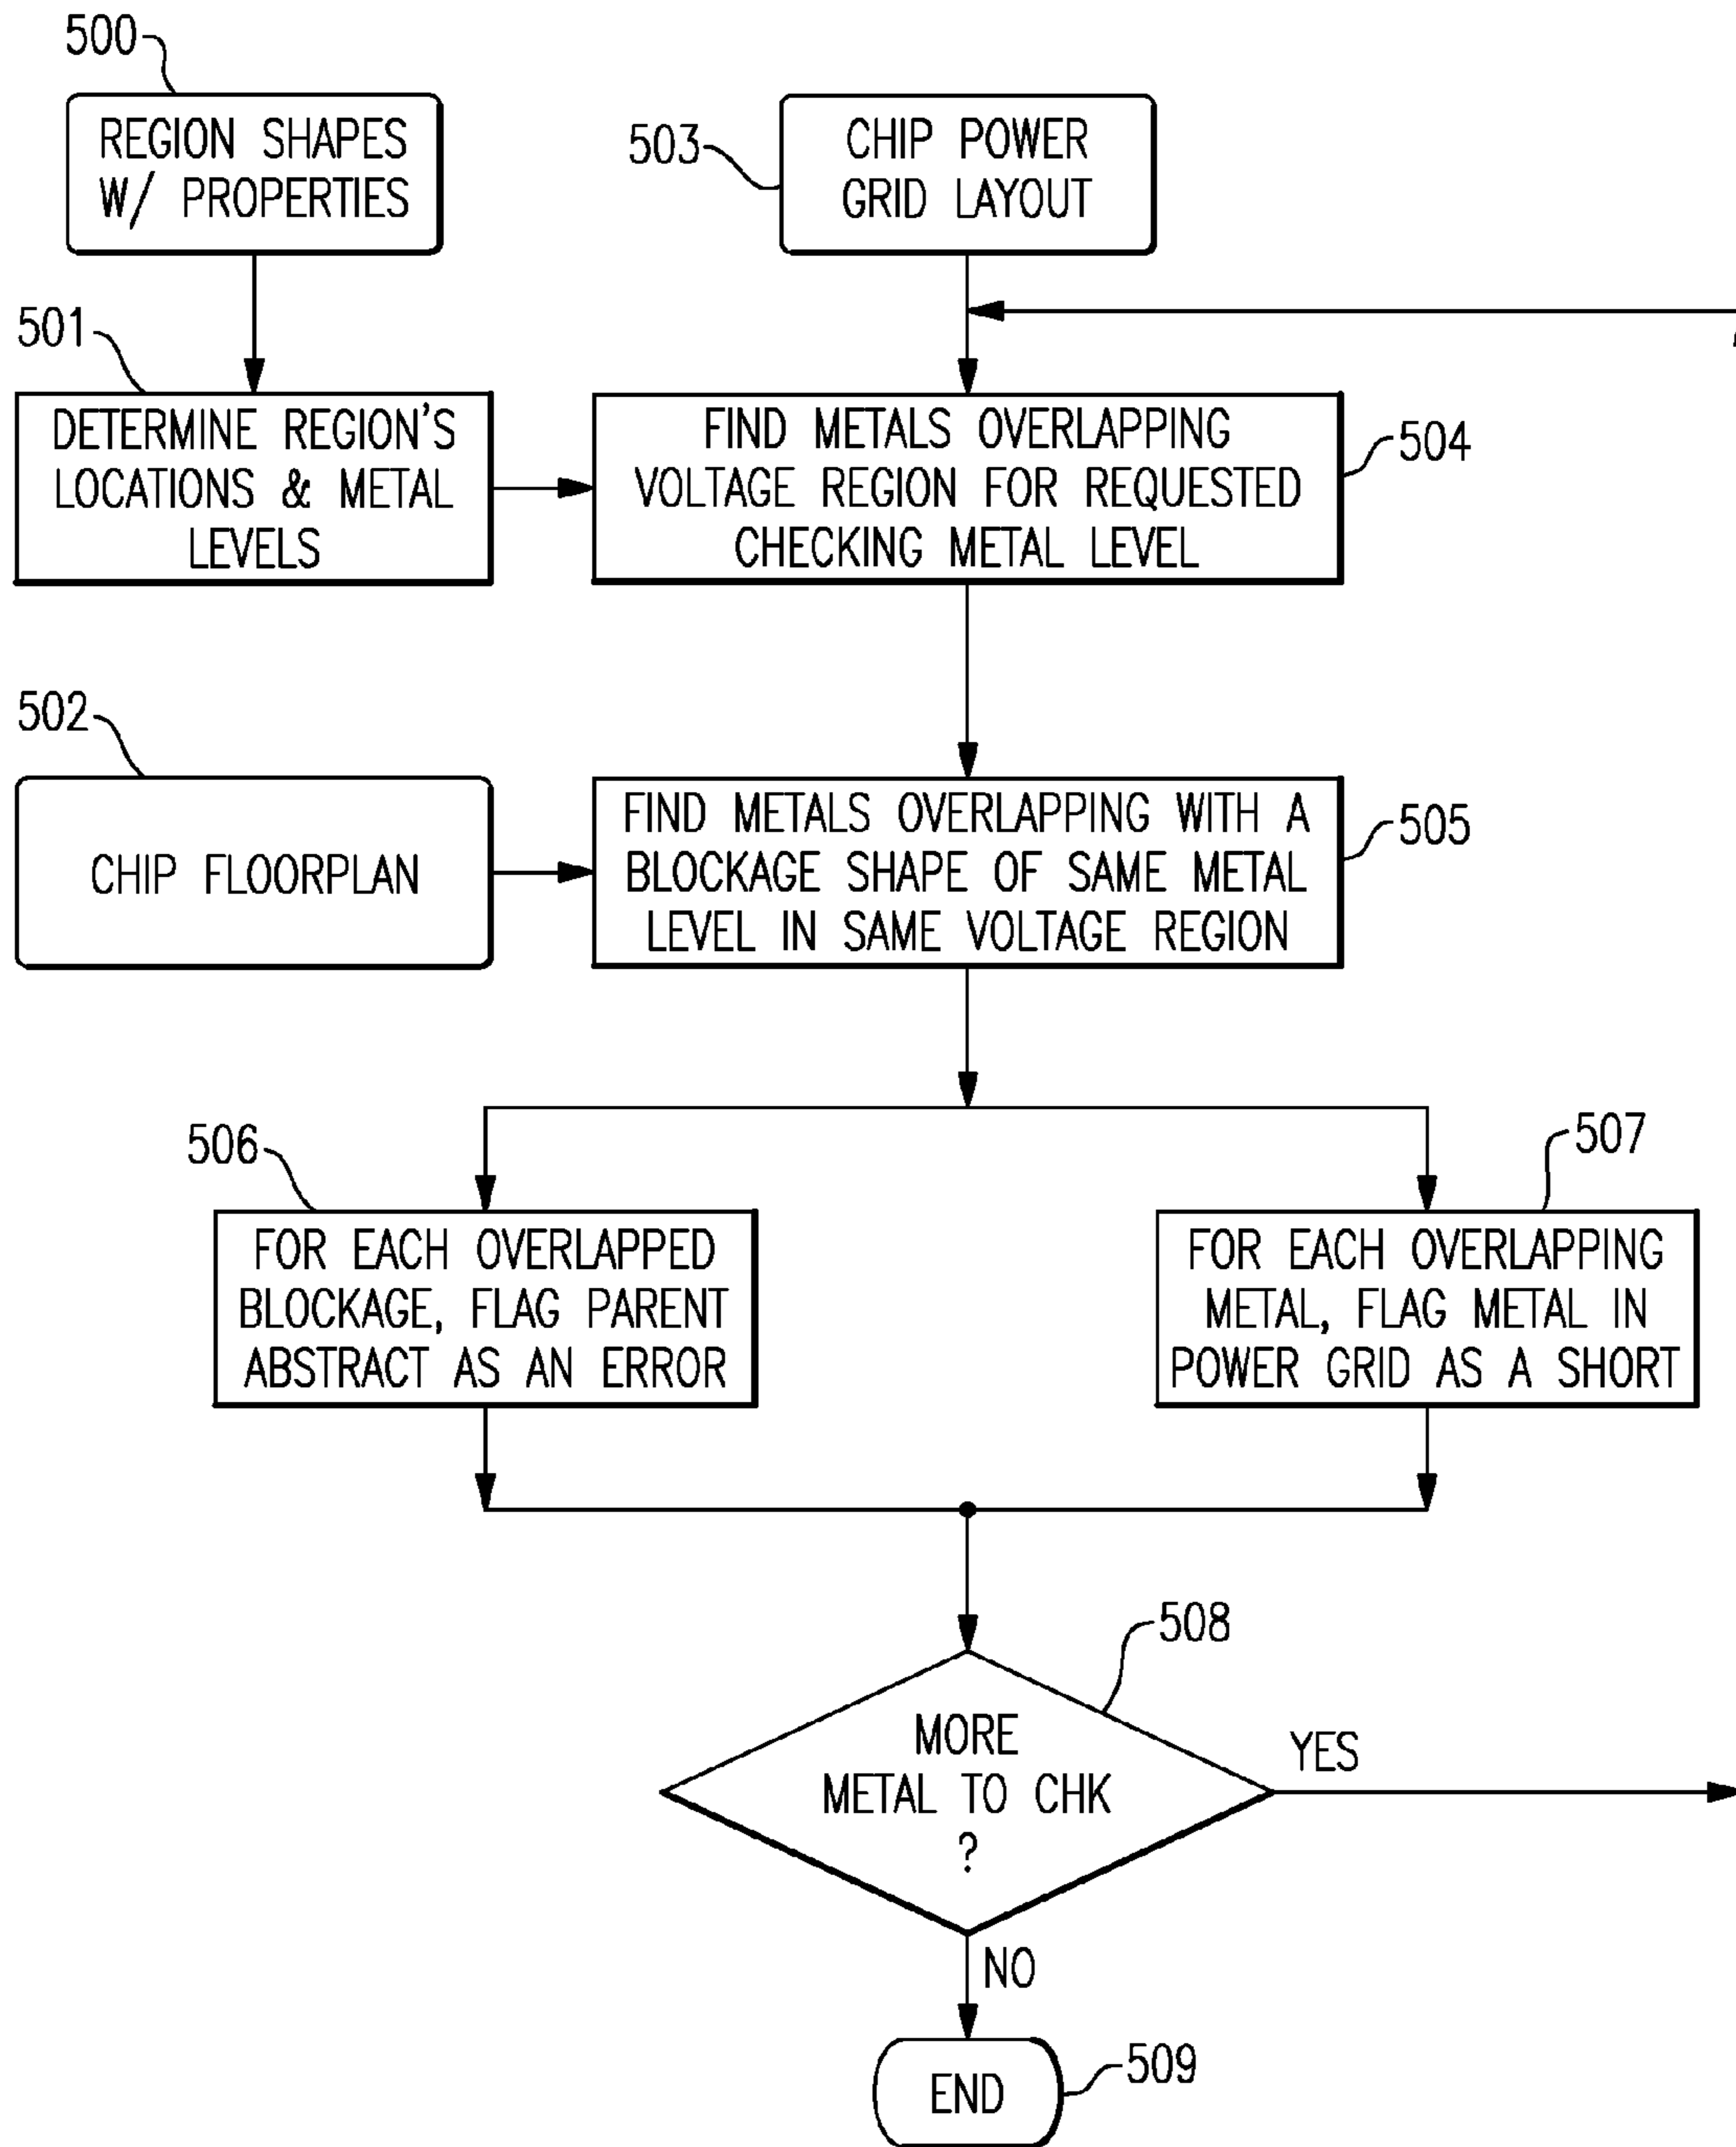 500
REGION SHAPES
W/ PROPERTIES
503
CHIP POWER
GRID LAYOUT
501
DETERMINE REGION'S
LOCATIONS & METAL
LEVELS
FIND METALS OVERLAPPING
VOLTAGE REGION FOR REQUESTED
CHECKING METAL LEVEL
504
502
CHIP FLOORPLAN
FIND METALS OVERLAPPING WITH A
BLOCKAGE SHAPE OF SAME METAL
LEVEL IN SAME VOLTAGE REGION
505
506
FOR EACH OVERLAPPED
BLOCKAGE, FLAG PARENT
ABSTRACT AS AN ERROR
507
FOR EACH OVERLAPPING
METAL, FLAG METAL IN
POWER GRID AS A SHORT
508
MORE
METAL TO CHK
?
YES
NO
END
509